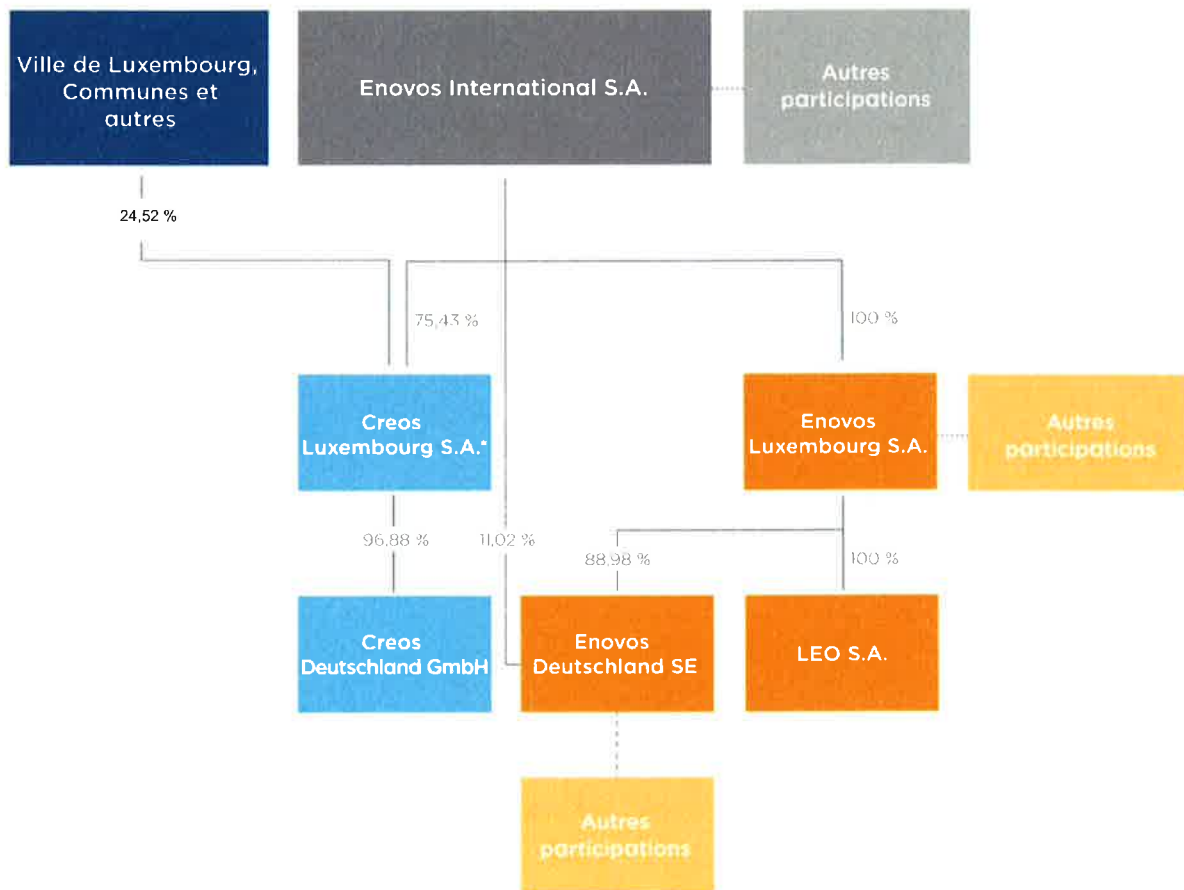 Ville de Luxembourg,
Communes et
autres
Enovos International S.A.
Autres
participations
24,52 %
75,43 %
100 %
Creos
Luxembourg S.A.*
Enovos
Luxembourg S.A.
Autres
participations
96,88 %
11,02 %
88,98 %
100 %
Creos
Deutschland GmbH
Enovos
Deutschland SE
LEO S.A.
Autres
participations